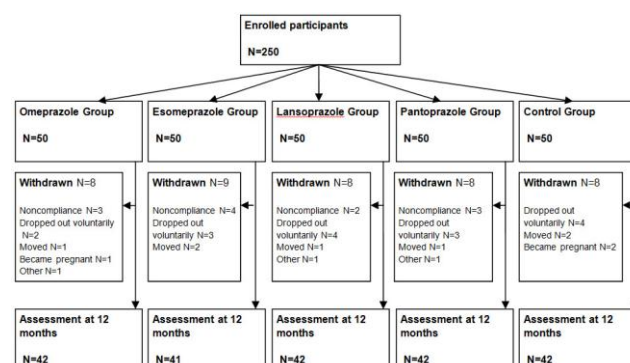 Enrolled participants
N=250
Omeprazole Group
N=50
Esomeprazole Group
N=50
Lansoprazole Group
N=50
Pantoprazole Group
N=50
Control Group
N=50
Withdrawn N=8
Noncompliance N=3
Dropped out voluntarily
N=2
Moved N=1
Became pregnant N=1
Other N=1
Withdrawn N=9
Noncompliance N=4
Dropped out
voluntarily N=3
Moved N=2
Withdrawn N=8
Noncompliance N=2
Dropped out
voluntarily N=4
Moved N=1
Other N=1
Withdrawn N=8
Noncompliance N=3
Dropped out
voluntarily N=3
Moved N=1
Other N=1
Withdrawn N=8
Dropped out
voluntarily N=4
Moved N=2
Became pregnant N=2
Assessment at 12
months
N=42
Assessment at 12
months
N=41
Assessment at 12
months
N=42
Assessment at 12
months
N=42
Assessment at 12
months
N=42